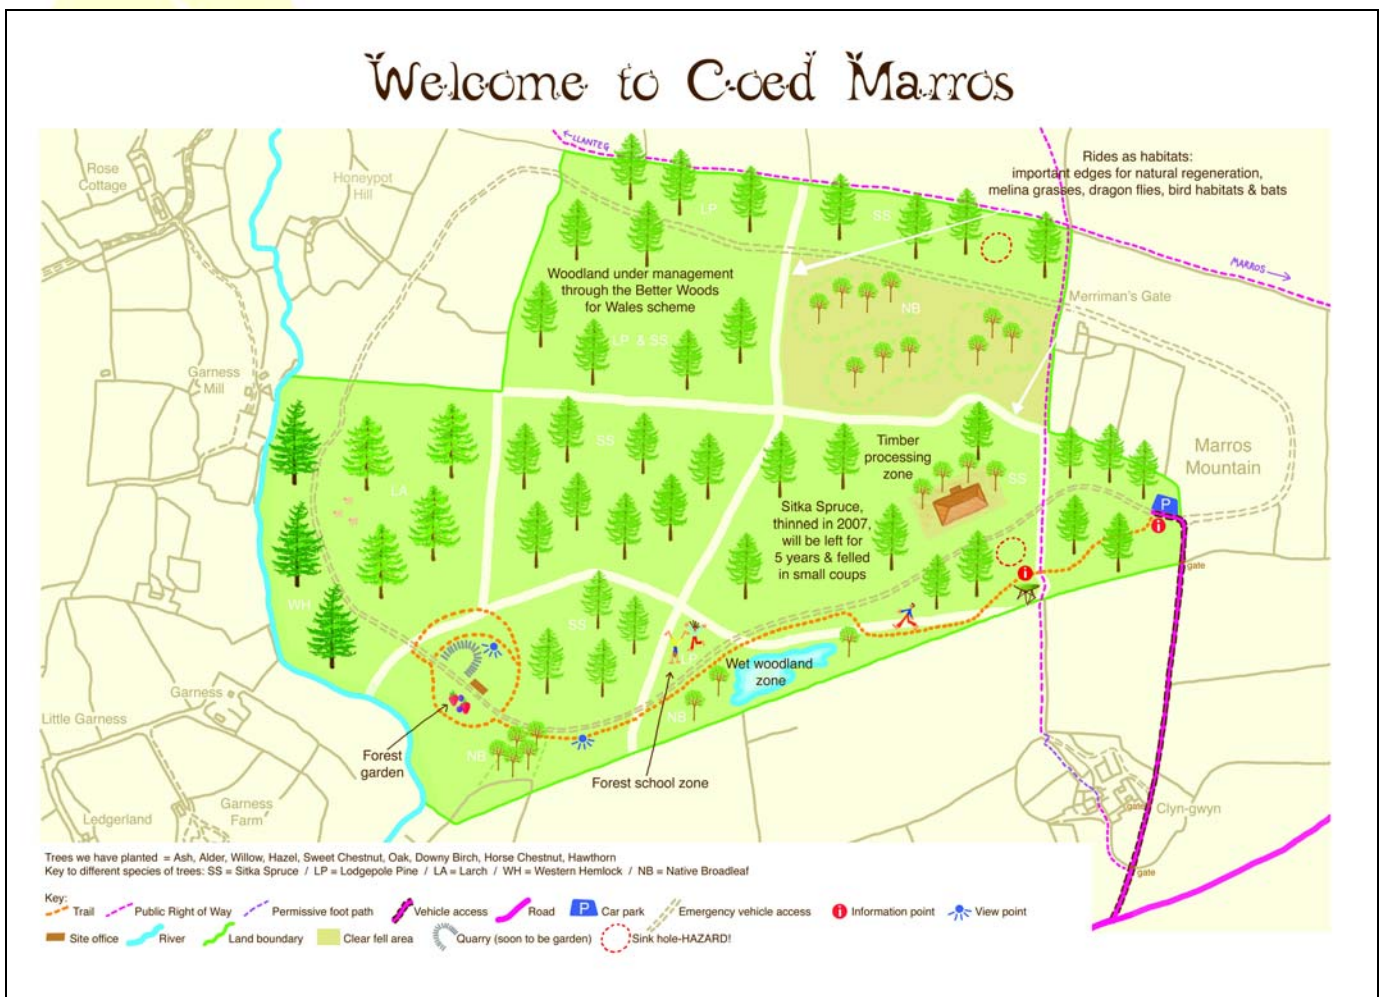 Welcome to Coed Marros
LLANTEG
Rides as habitats:
important edges for natural regeneration,
melina grasses, dragon flies, bird habitats & bats
Rose
Cottage
Honeypot
Hill
LP
SS
MARROS
Woodland under management
through the Better Woods
for Wales scheme
NB
Merriman's Gate
LP & SS
Garness
Mill
SS
Timber
processing
zone
Marros
Mountain
LA
SS
Sitka Spruce,
thinned in 2007,
will be left for
5 years & felled
in small coups
P
i
gate
i
WH
SS
LP
Wet woodland
zone
Garness
NB
Little Garness
NB
Forest
garden
Forest school zone
Ledgerland
Garness
Farm
gate
Clyn-gwyn
gate
Trees we have planted = Ash, Alder, Willow, Hazel, Sweet Chestnut, Oak, Downy Birch, Horse Chestnut, Hawthorn
Key to different species of trees: SS = Sitka Spruce / LP = Lodgepole Pine / LA = Larch / WH = Western Hemlock / NB = Native Broadleaf
Key:
Trail Public Right of Way Permissive foot path Vehicle access Road P Car park Emergency vehicle access i Information point View point
Site office River Land boundary Clear fell area Quarry (soon to be garden) Sink hole-HAZARD!